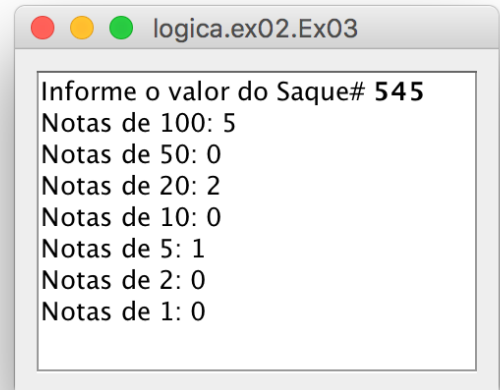 logica.ex02.Ex03
Informe o valor do Saque# 545
Notas de 100: 5
Notas de 50: 0
Notas de 20: 2
Notas de 10: 0
Notas de 5: 1
Notas de 2: 0
Notas de 1: 0